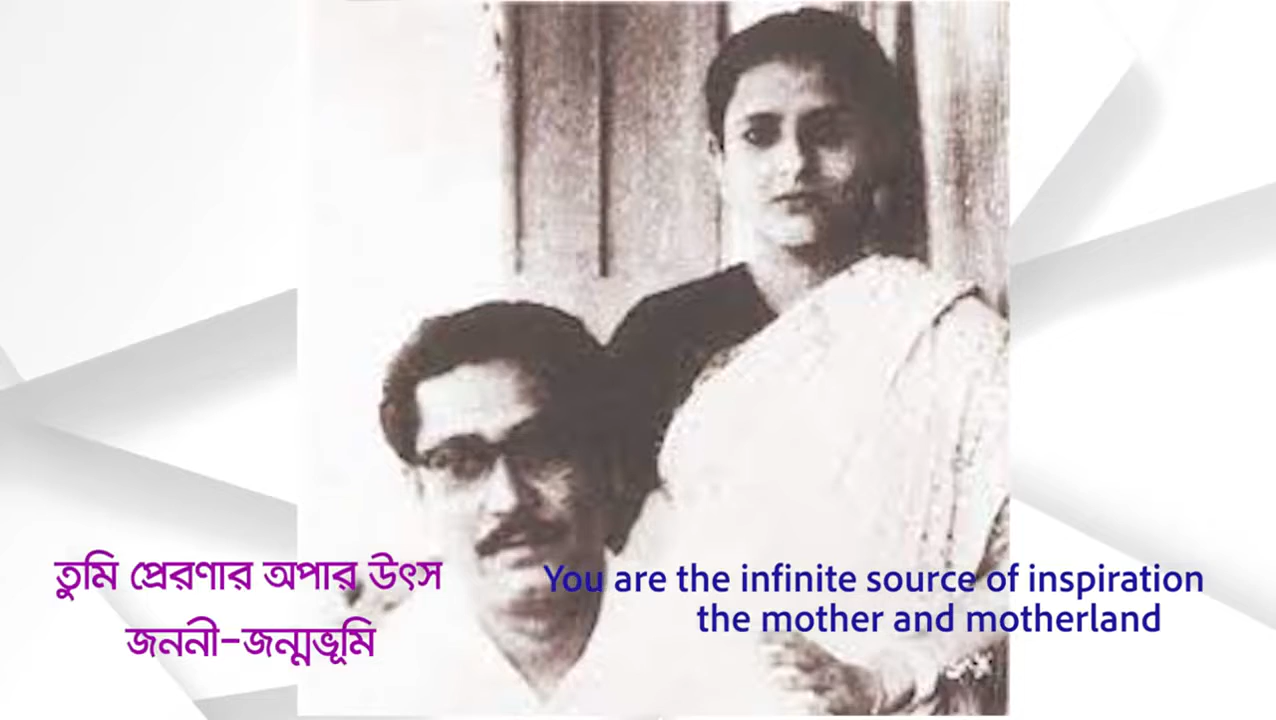 তুমি প্রেরণার অপার উৎস
জননী-জন্মভূমি
You are the infinite source of inspiration
the mother and motherland